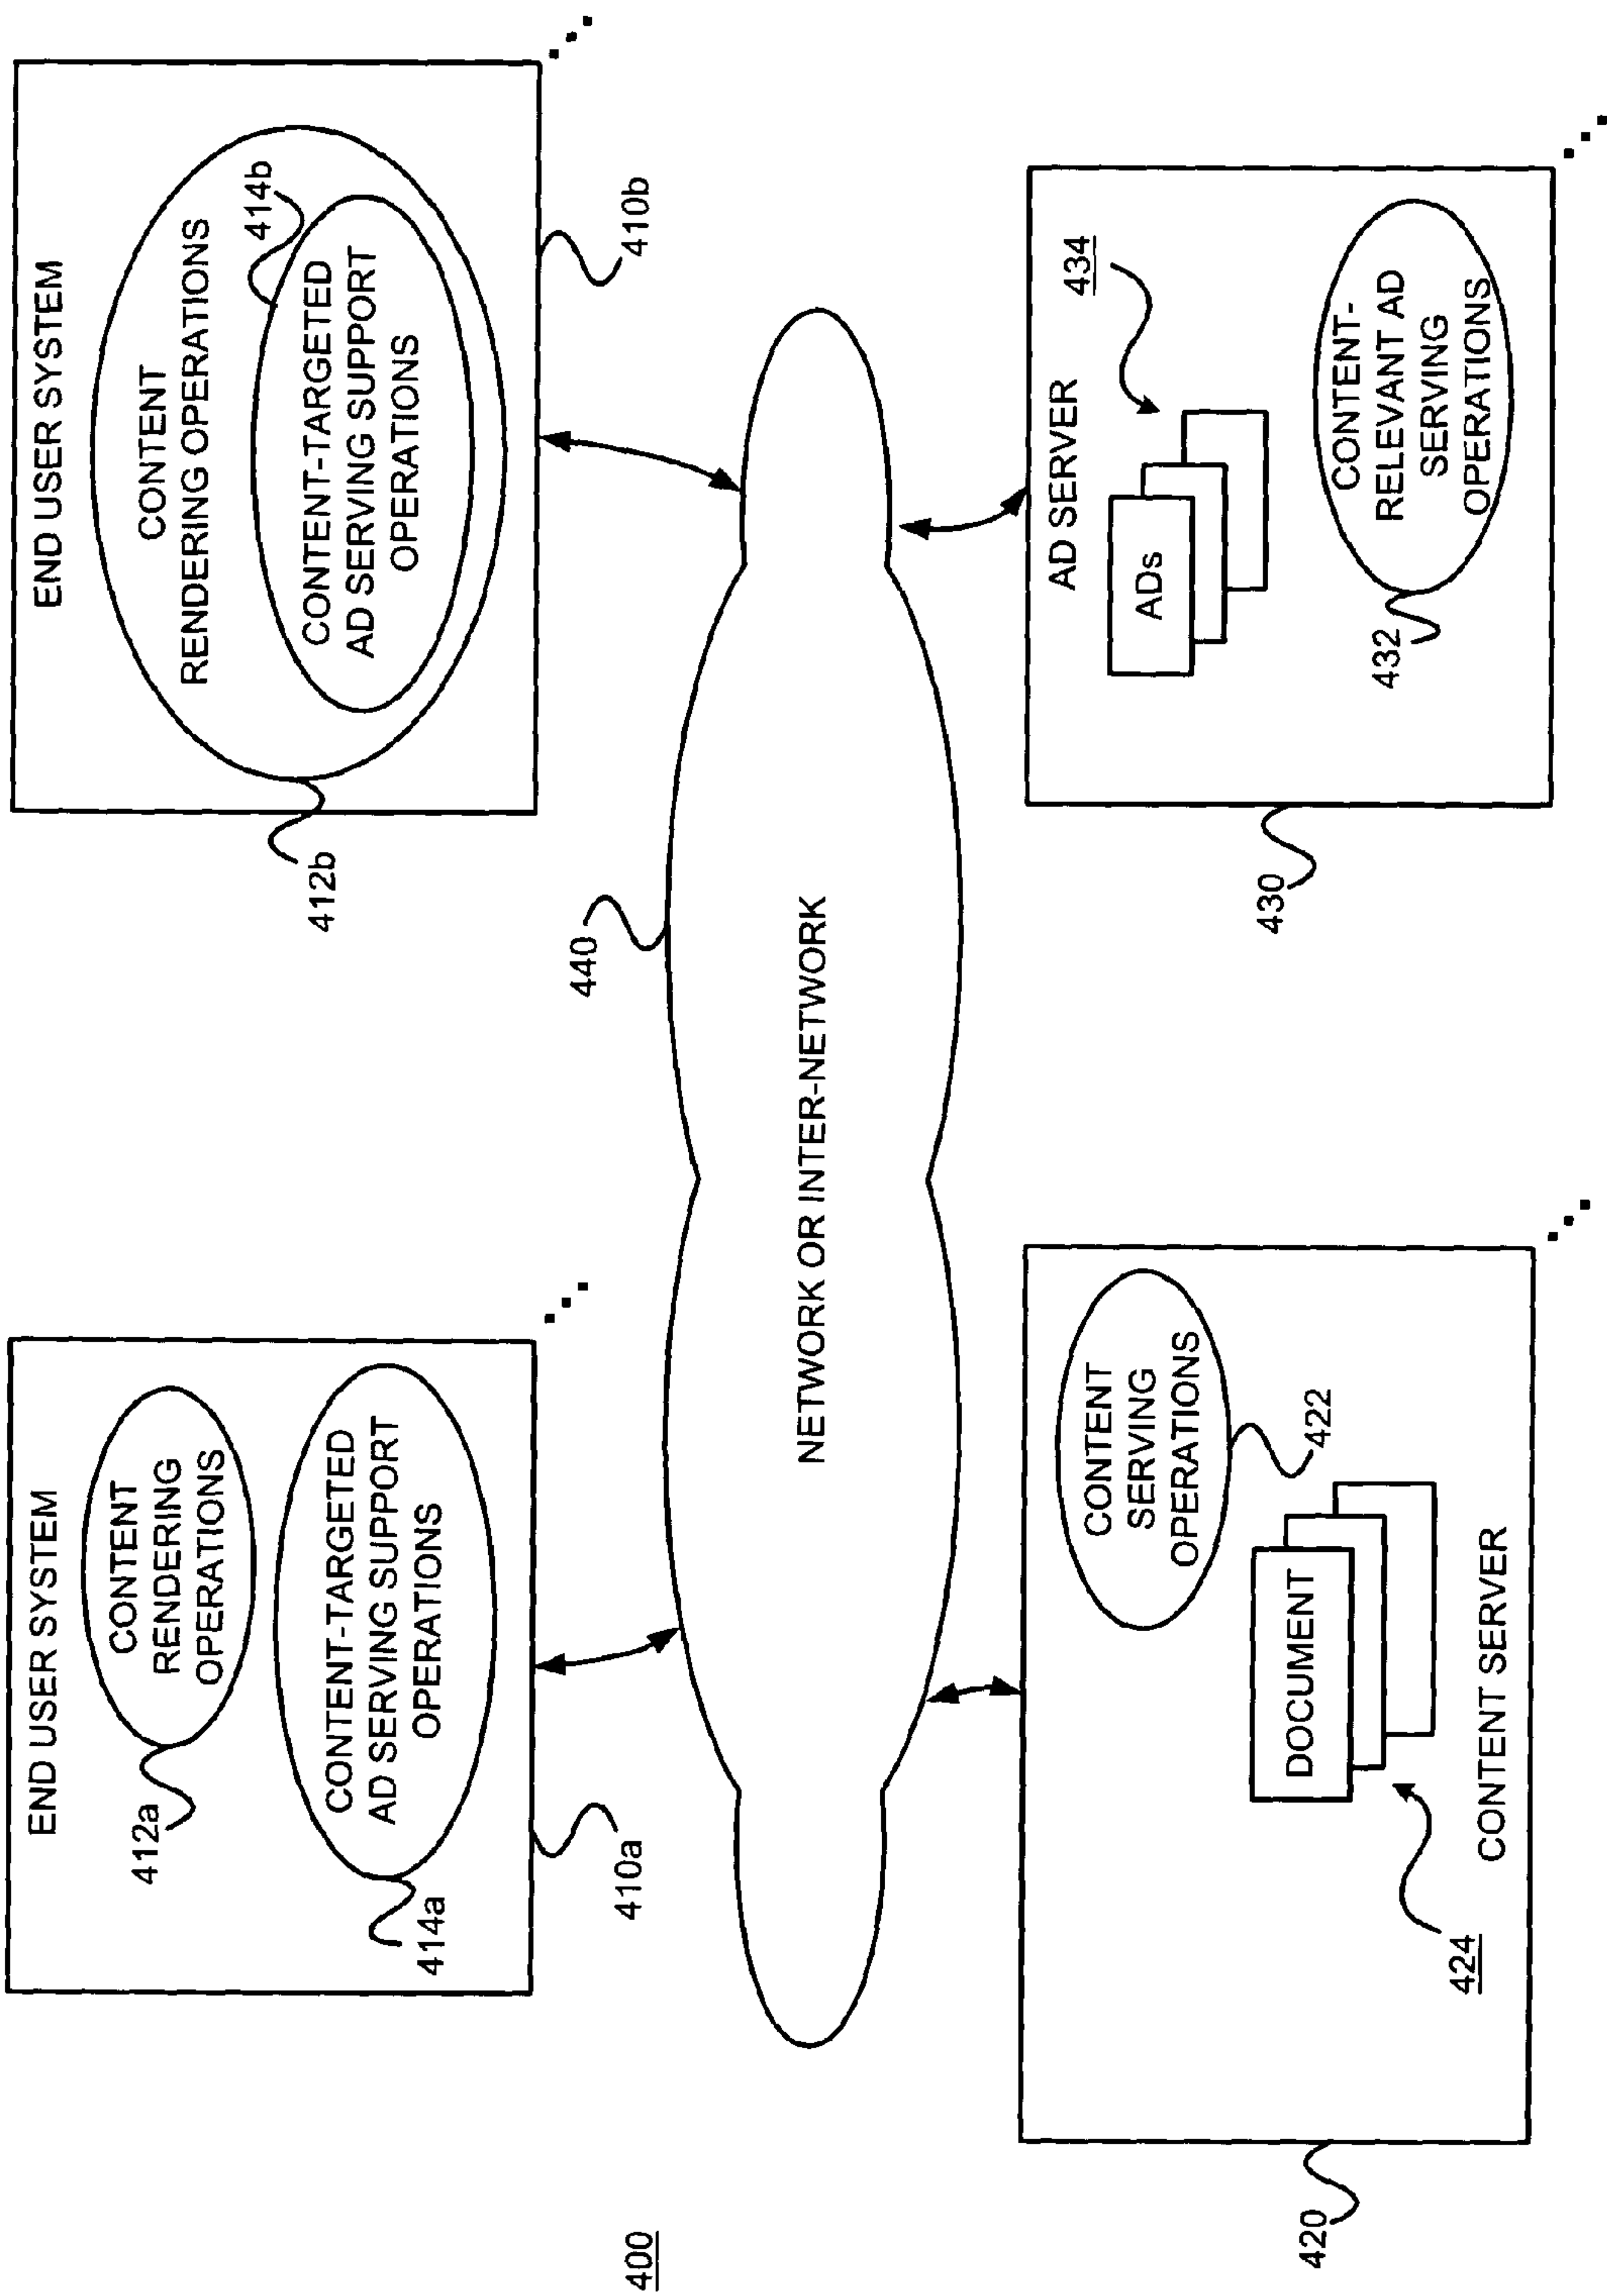 400
END USER SYSTEM
CONTENT
RENDERING
OPERATIONS
412a
CONTENT-TARGETED
AD SERVING SUPPORT
OPERATIONS
414a
410a
END USER SYSTEM
CONTENT
RENDERING OPERATIONS
414b
CONTENT-TARGETED
AD SERVING SUPPORT
OPERATIONS
412b
410b
440
NETWORK OR INTER-NETWORK
CONTENT
SERVING
OPERATIONS
422
DOCUMENT
424
CONTENT SERVER
420
AD SERVER
434
ADs
CONTENT-
RELEVANT AD
SERVING
OPERATIONS
432
430